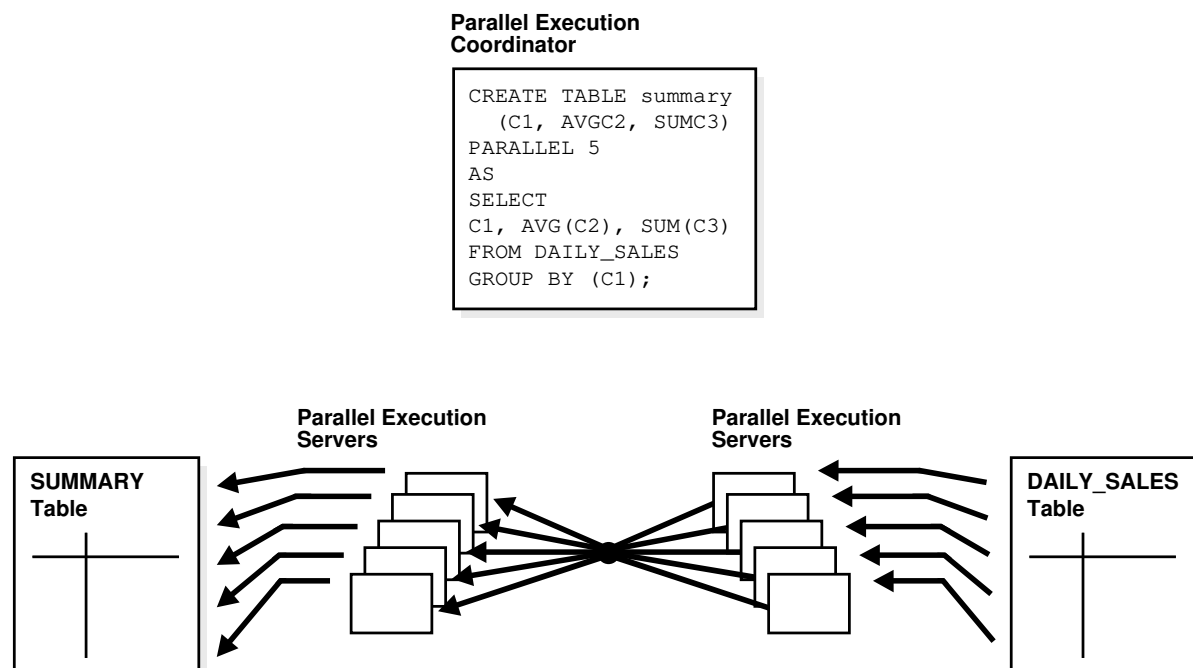 Parallel Execution
Coordinator
CREATE TABLE summary
(C1, AVGC2, SUMC3)
PARALLEL 5
AS
SELECT
C1, AVG(C2), SUM(C3)
FROM DAILY_SALES
GROUP BY (C1);
Parallel Execution
Servers
Parallel Execution
Servers
SUMMARY
Table
DAILY_SALES
Table